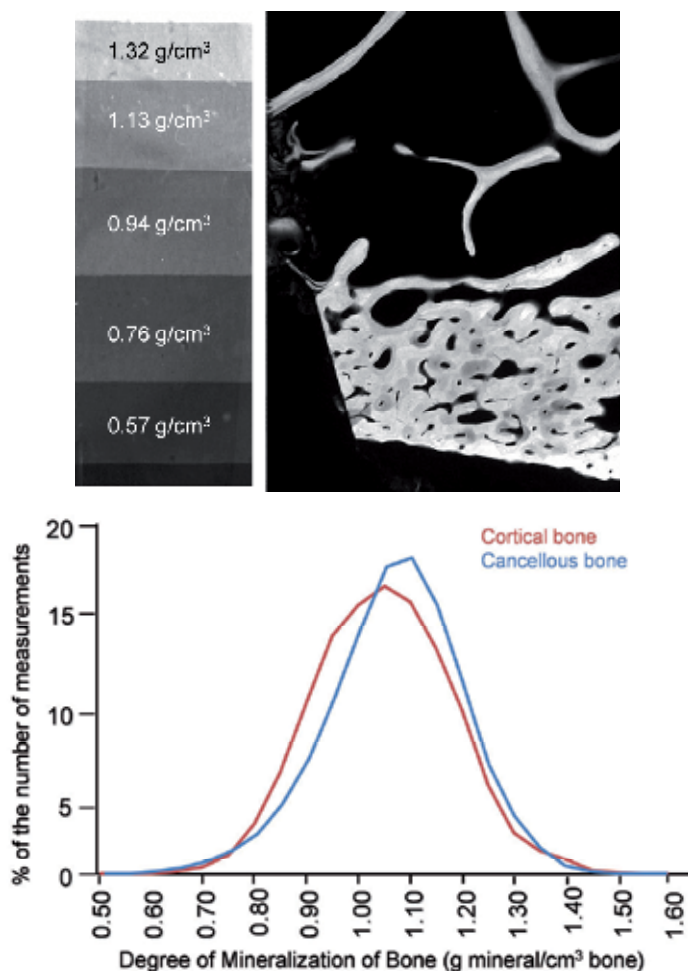 1.32 g/cm³
1.13 g/cm³
0.94 g/cm³
0.76 g/cm³
0.57 g/cm³
Cortical bone
Cancellous bone
% of the number of measurements
20
15
10
5
0
0.50
0.60
0.70
0.80
0.90
1.00
1.10
1.20
1.30
1.40
1.50
1.60
Degree of Mineralization of Bone (g mineral/cm³ bone)